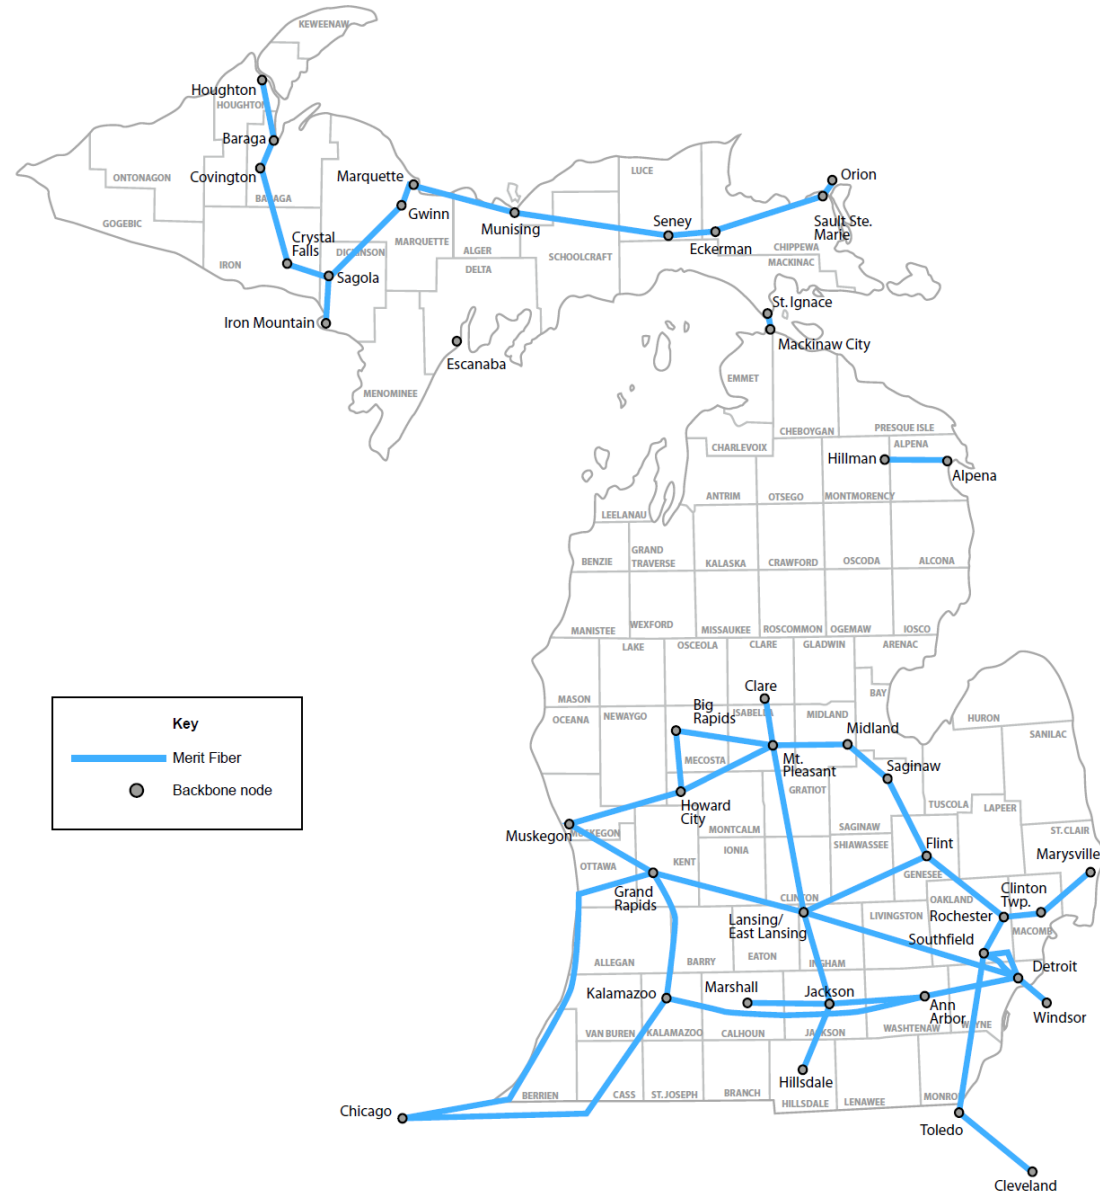 KEWEENAW
Houghton
HOUGHTON
Baraga
Covington
ONTONAGON
BARAGA
GOGEBIC
Marquette
Gwinn
MARQUETTE
Munising
LUCE
Orion
Sault Ste.
Marie
Seney
Eckerman
CHIPPEWA
MACKINAC
SCHOOLCRAFT
ALGER
DELTA
Crystal
Falls
DICKINSON
IRON
Sagola
Iron Mountain
St. Ignace
Mackinaw City
Escanaba
MENOMINEE
EMMET
CHEBOYGAN
PRESQUE ISLE
CHARLEVOIX
ALPENA
Hillman
Alpena
ANTRIM
OTSEGO
MONTMORENCY
LEELANAU
BENZIE
GRAND
TRAVERSE
KALASKA
CRAWFORD
OSCODA
ALCONA
MANISTEE
WEXFORD
MISSAUKEE
ROSCOMMON
OGEMAW
IOSCO
LAKE
OSCEOLA
CLARE
GLADWIN
ARENAC
MASON
Clare
BAY
OCEANA
NEWAYGO
Big
Rapids
ISABELLA
MIDLAND
Midland
HURON
SANILAC
MECOSTA
Mt.
Pleasant
Saginaw
GRATIOT
Howard
City
TUSCOLA
LAPEER
Muskegon
MUSKEGON
MONTCALM
SAGINAW
ST. CLAIR
OTTAWA
KENT
IONIA
SHIAWASSEE
Flint
GENESEE
Marysville
Grand
Rapids
CLINTON
Clinton
Twp.
OAKLAND
Rochester
MACOMB
Lansing/
East Lansing
LIVINGSTON
Southfield
ALLEGAN
BARRY
EATON
INGHAM
Detroit
Kalamazoo
Marshall
Jackson
Ann
Arbor
Windsor
VAN BUREN
KALAMAZOO
CALHOUN
JACKSON
WASHTENAW
WAYNE
Hillsdale
BERRIEN
CASS
ST. JOSEPH
BRANCH
HILLSDALE
LENAWEE
MONROE
Chicago
Toledo
Cleveland
Key
Merit Fiber
Backbone node